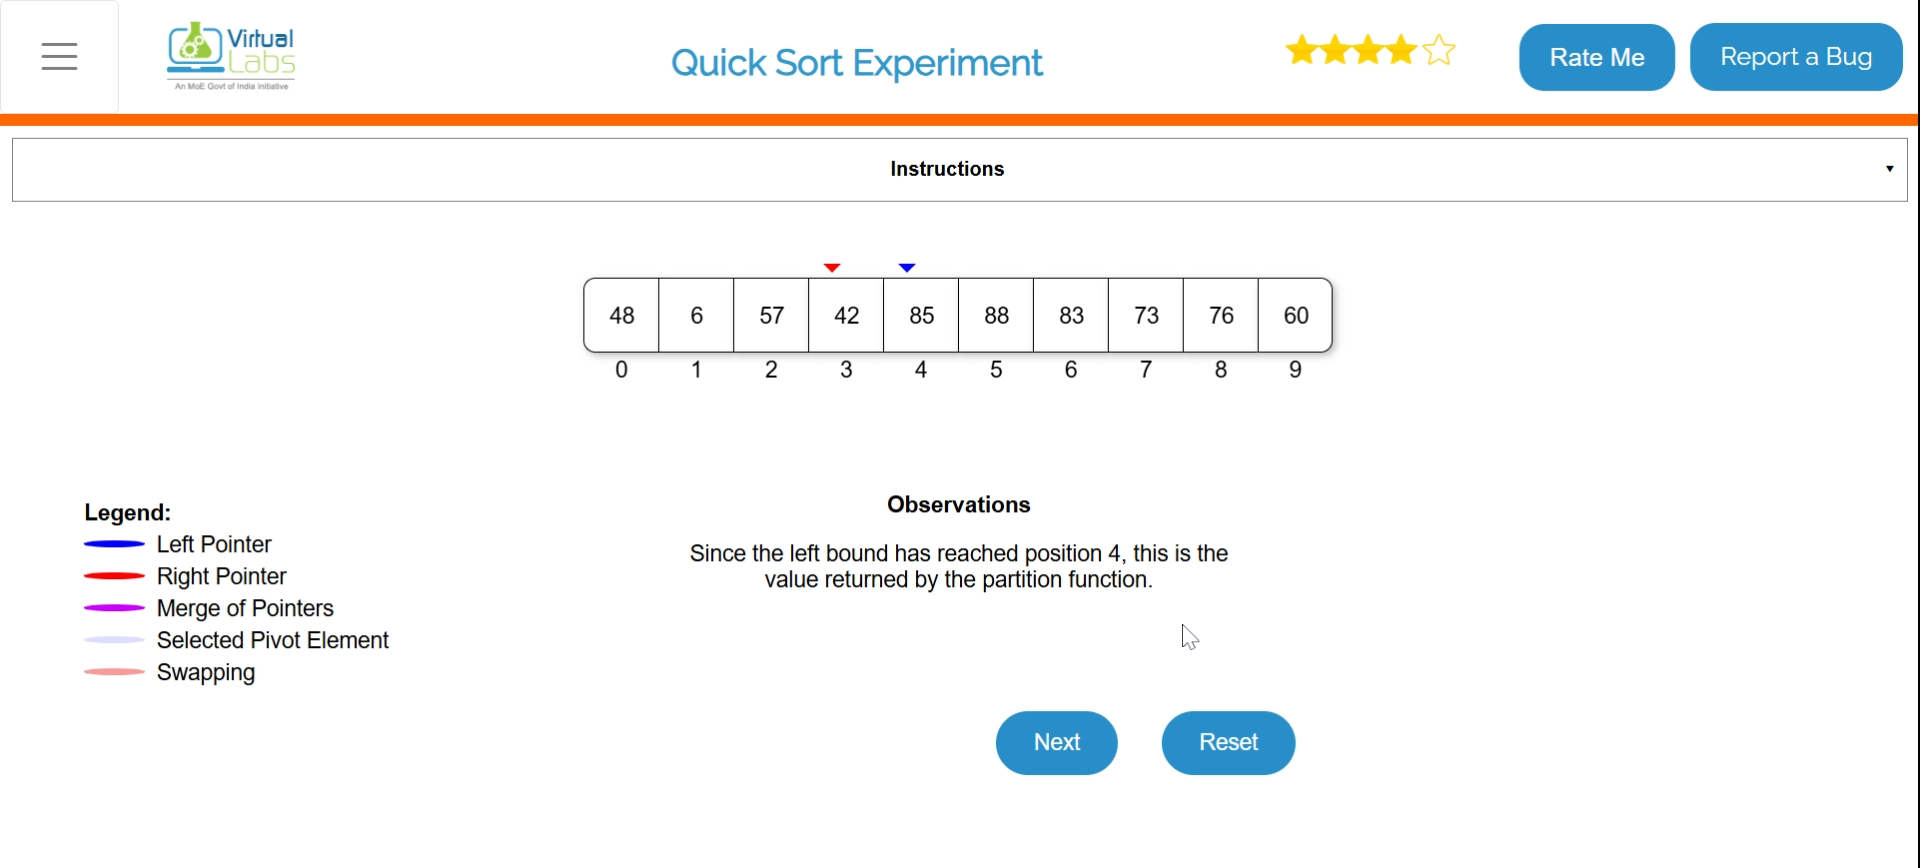 Virtual
Labs
An MoE Govt of India Initiative
Quick Sort Experiment
Rate Me
Report a Bug
Instructions
48 6 57 42 85 88 83 73 76 60
0 1 2 3 4 5 6 7 8 9
Legend:
Left Pointer
Right Pointer
Merge of Pointers
Selected Pivot Element
Swapping
Observations
Since the left bound has reached position 4, this is the
value returned by the partition function.
Next
Reset